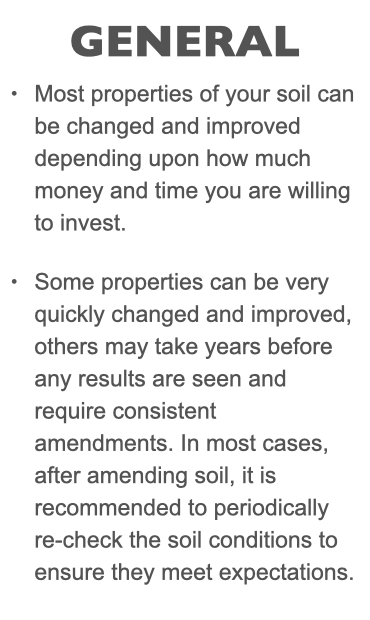 GENERAL
• Most properties of your soil can
be changed and improved
depending upon how much
money and time you are willing
to invest.
• Some properties can be very
quickly changed and improved,
others may take years before
any results are seen and
require consistent
amendments. In most cases,
after amending soil, it is
recommended to periodically
re-check the soil conditions to
ensure they meet expectations.